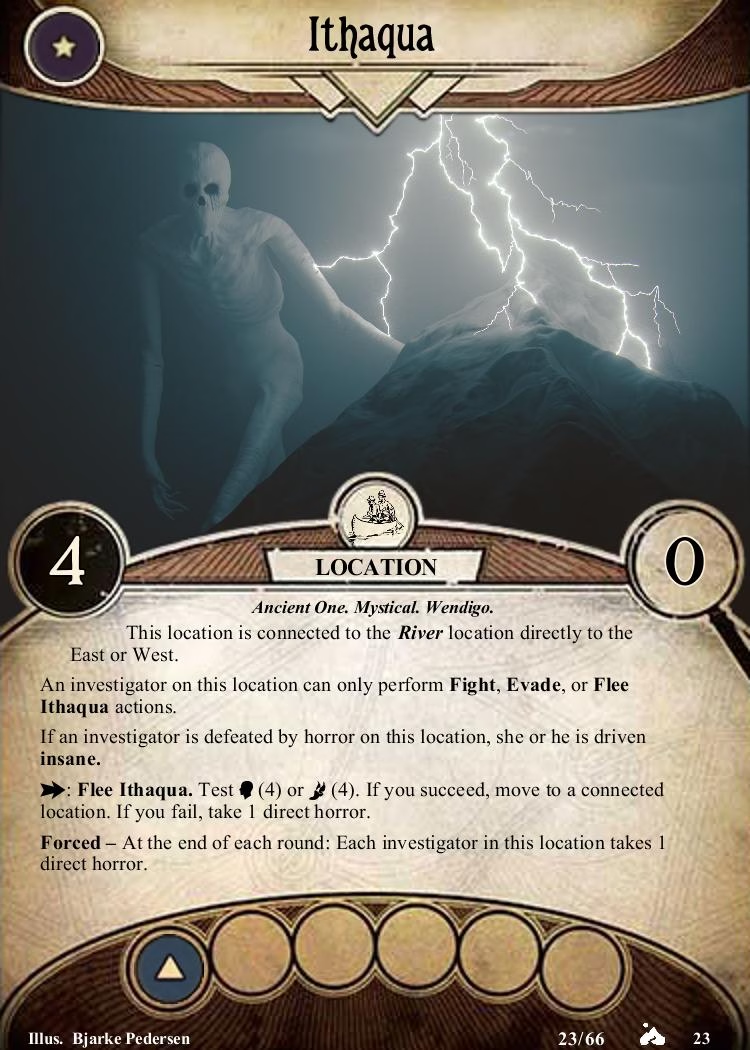 Ithaqua
4
0
LOCATION
Ancient One. Mystical. Wendigo.
This location is connected to the River location directly to the
East or West.
An investigator on this location can only perform Fight, Evade, or Flee
Ithaqua actions.
If an investigator is defeated by horror on this location, she or he is driven
insane.
: Flee Ithaqua. Test (4) or (4). If you succeed, move to a connected
location. If you fail, take 1 direct horror.
Forced – At the end of each round: Each investigator in this location takes 1
direct horror.
Illus. Bjarke Pedersen
23/66
23